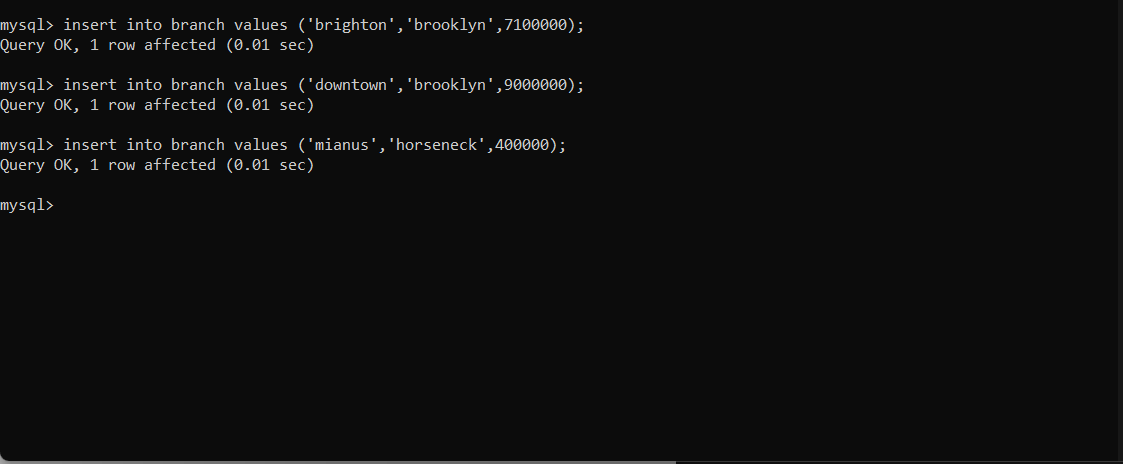 mysql> insert into branch values ('brighton','brooklyn',7100000);
Query OK, 1 row affected (0.01 sec)
mysql> insert into branch values ('downtown','brooklyn',9000000);
Query OK, 1 row affected (0.01 sec)
mysql> insert into branch values ('mianus','horseneck',400000);
Query OK, 1 row affected (0.01 sec)
mysql>